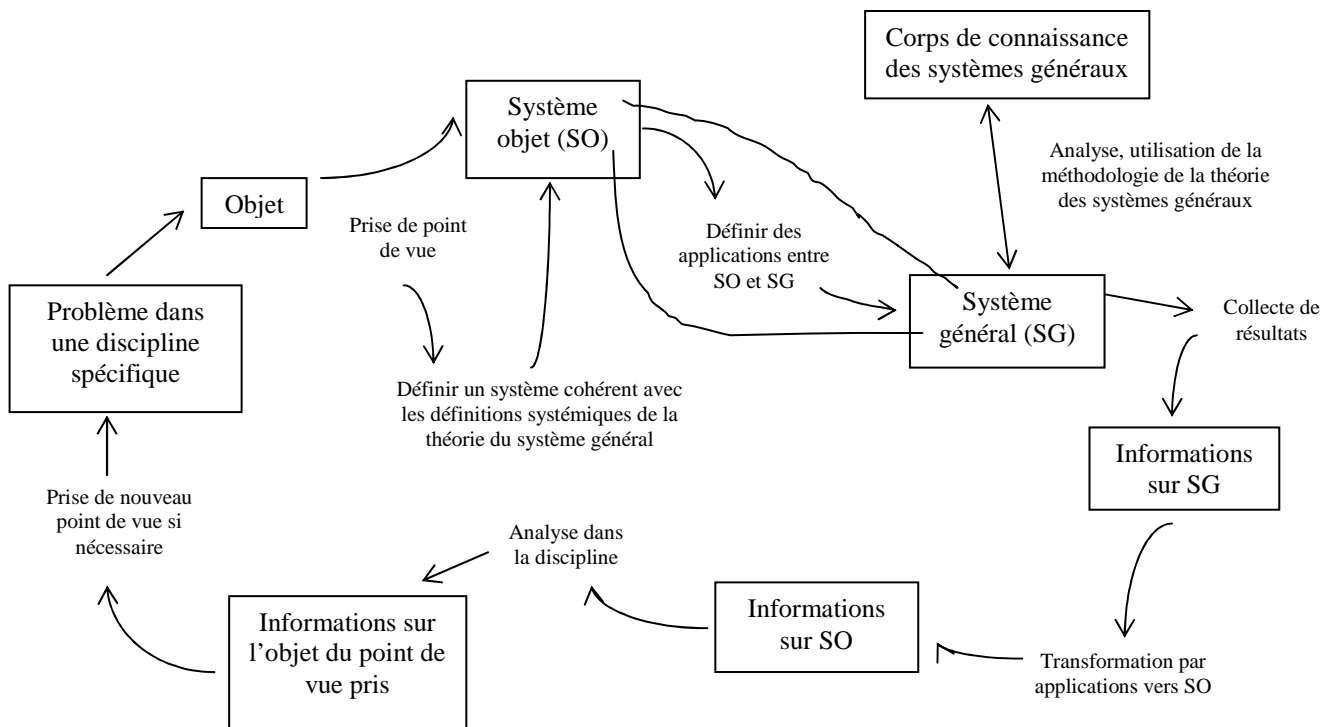 Corps de connaissance
des systèmes généraux
Système
objet (SO)
Analyse, utilisation de la
méthodologie de la théorie
des systèmes généraux
Objet
Prise de point
de vue
Définir des
applications entre
SO et SG
Problème dans
une discipline
spécifique
Système
général (SG)
Collecte de
résultats
Définir un système cohérent avec
les définitions systémiques de la
théorie du système général
Informations
sur SG
Prise de nouveau
point de vue si
nécessaire
Analyse dans
la discipline
Informations sur
l’objet du point de
vue pris
Informations
sur SO
Transformation par
applications vers SO